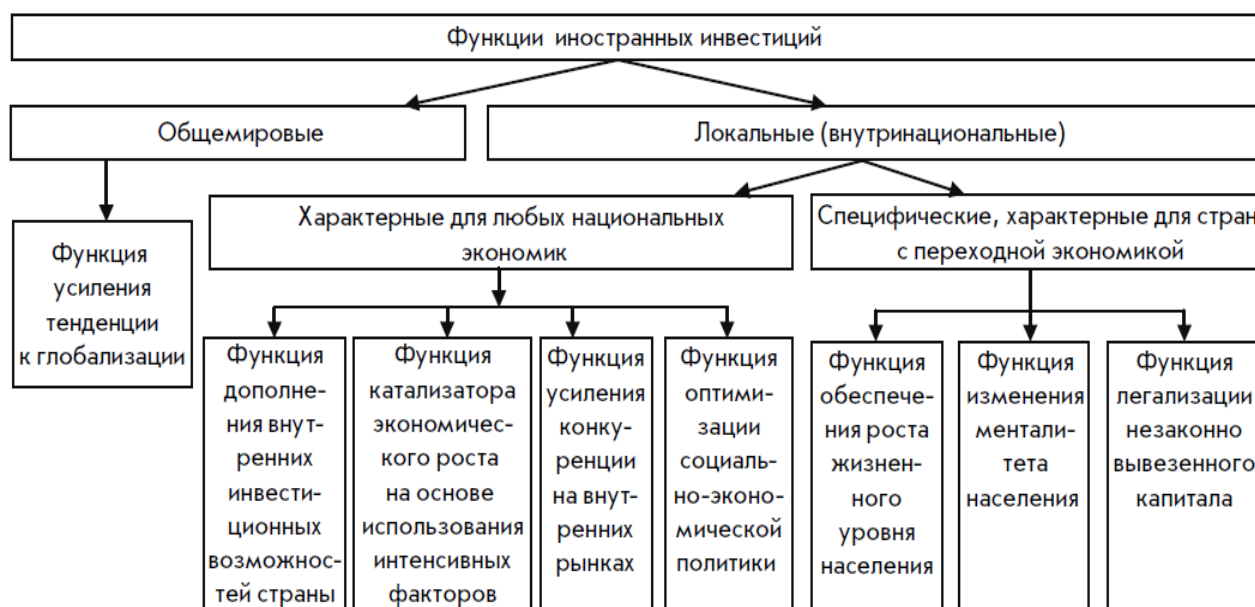 Функции иностранных инвестиций
Общемировые
Локальные (внутринациональные)
Функция
усиления
тенденции
к глобализации
Характерные для любых национальных
экономик
Специфические, характерные для стран
с переходной экономикой
Функция
дополне-
ния внут-
ренних
инвести-
ционных
возможнос-
тей страны
Функция
катализатора
экономичес-
кого роста
на основе
использования
интенсивных
факторов
Функция
усиления
конку-
ренции
на внут-
ренних
рынках
Функция
оптими-
зации
социаль-
но-эконо-
мической
политики
Функция
обеспече-
ния роста
жизнен-
ного
уровня
населения
Функция
изменения
ментали-
тета
населения
Функция
легализации
незаконно
вывезенного
капитала